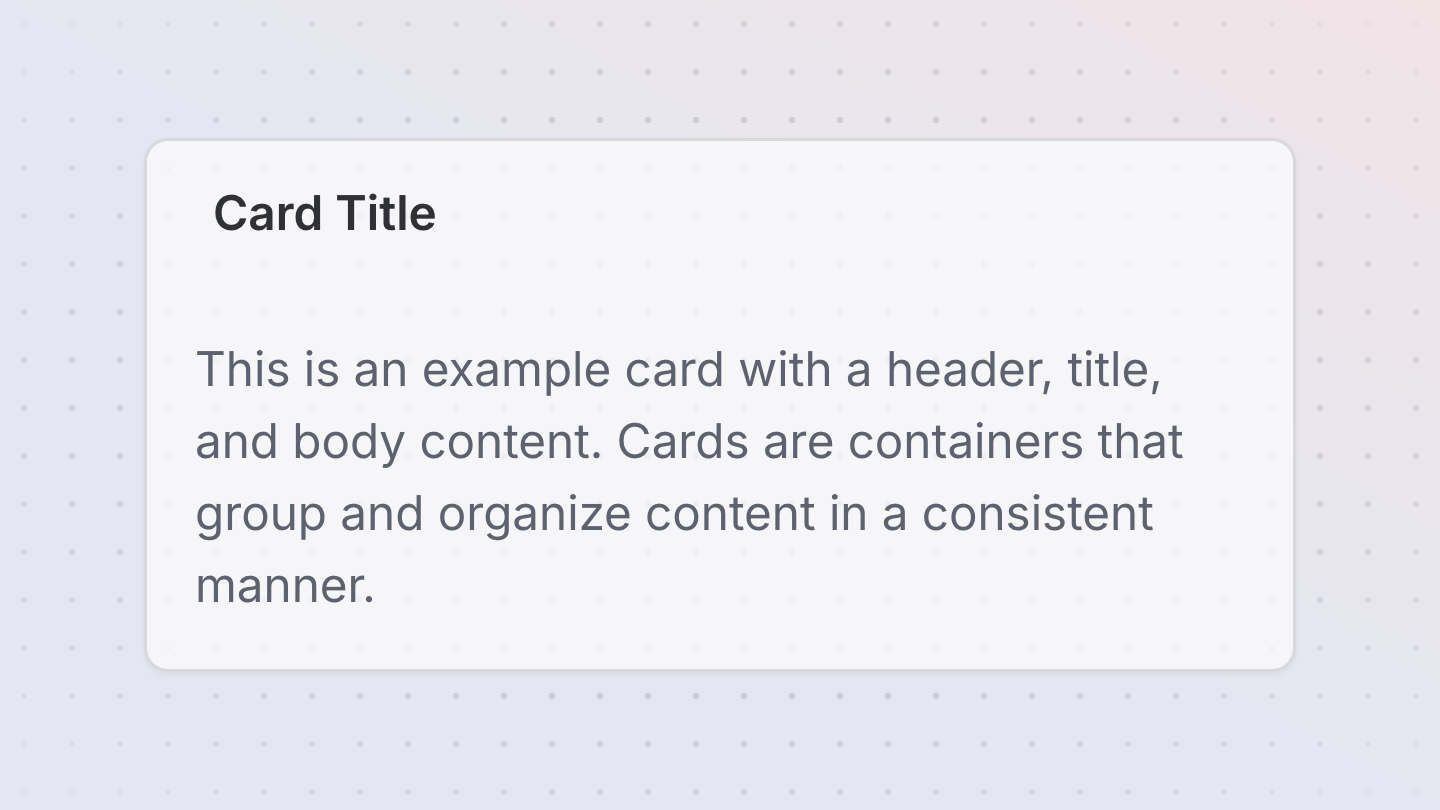 Card Title
This is an example card with a header, title,
and body content. Cards are containers that
group and organize content in a consistent
manner.